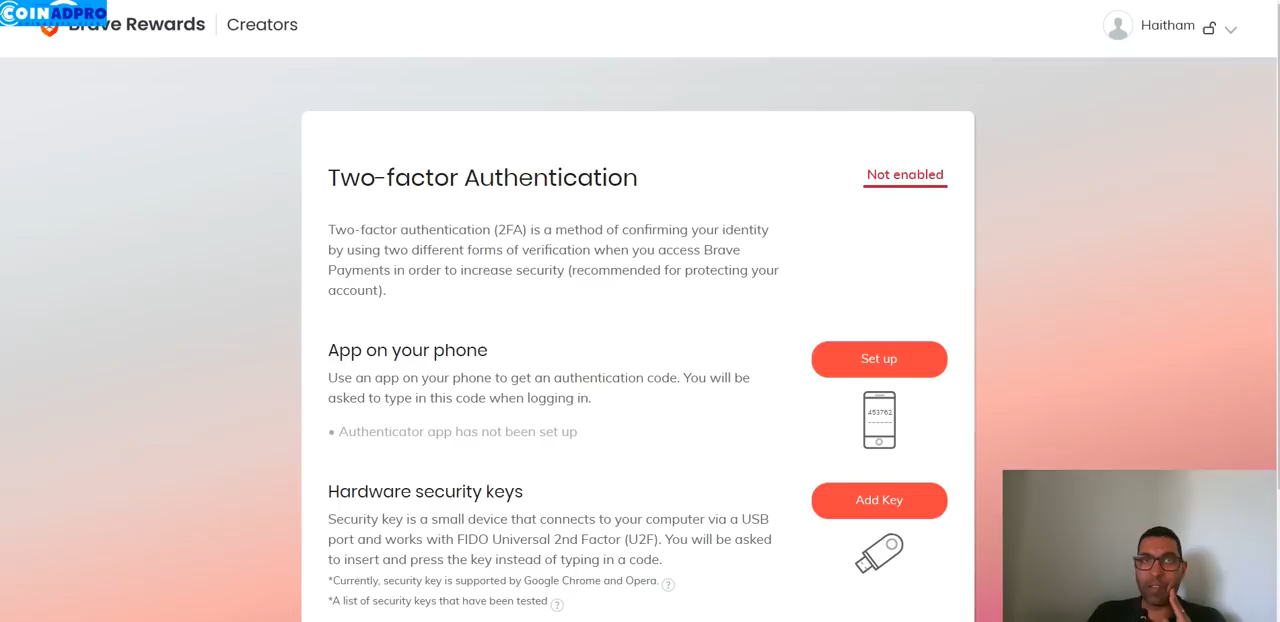 COINADPRO
Brave Rewards
Creators
Haitham
Two-factor Authentication
Not enabled
Two-factor authentication (2FA) is a method of confirming your identity
by using two different forms of verification when you access Brave
Payments in order to increase security (recommended for protecting your
account).
App on your phone
Set up
Use an app on your phone to get an authentication code. You will be
asked to type in this code when logging in.
453762
• Authenticator app has not been set up
Hardware security keys
Add Key
Security key is a small device that connects to your computer via a USB
port and works with FIDO Universal 2nd Factor (U2F). You will be asked
to insert and press the key instead of typing in a code.
*Currently, security key is supported by Google Chrome and Opera. ?
*A list of security keys that have been tested ?